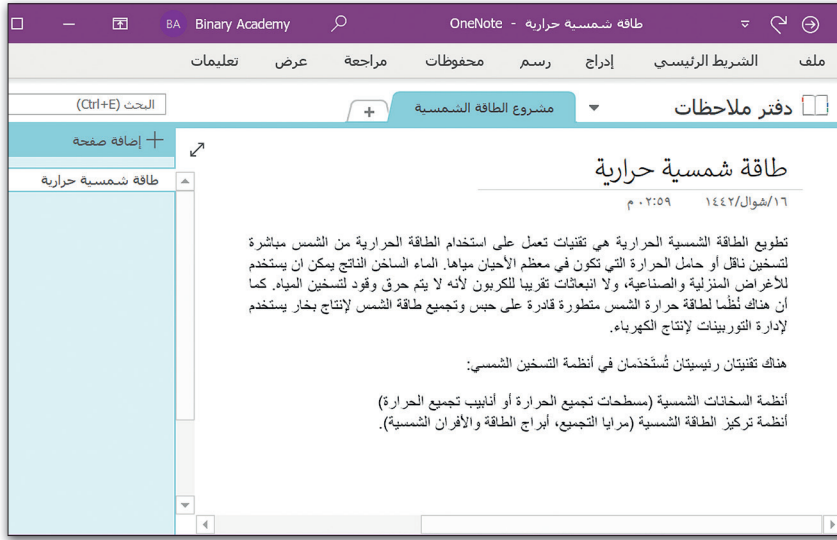 طاقة شمسية حرارية - OneNote
Binary Academy
BA
ملف
الشريط الرئيسي
إدراج
رسم
محفوظات
مراجعة
عرض
تعليمات
دفتر ملاحظات
مشروع الطاقة الشمسية
+
البحث (Ctrl+E)
إضافة صفحة
طاقة شمسية حرارية
طاقة شمسية حرارية
١٦/شوال/١٤٤٢ ٠٢:٥٩ م
تطويع الطاقة الشمسية الحرارية هي تقنيات تعمل على استخدام الطاقة الحرارية من الشمس مباشرة
لتسخين ناقل أو حامل الحرارة التي تكون في معظم الأحيان مياها. الماء الساخن الناتج يمكن ان يستخدم
للأغراض المنزلية والصناعية، ولا انبعاثات تقريبا للكربون لأنه لا يتم حرق وقود لتسخين المياه. كما
أن هناك نُظُما لطاقة حرارة الشمس متطورة قادرة على حبس وتجميع طاقة الشمس لإنتاج بخار يستخدم
لإدارة التوربينات لإنتاج الكهرباء.
هناك تقنيتان رئيسيتان تُستَخدَمان في أنظمة التسخين الشمسي:
أنظمة السخانات الشمسية (مسطحات تجميع الحرارة أو أنابيب تجميع الحرارة)
أنظمة تركيز الطاقة الشمسية (مرايا التجميع، أبراج الطاقة والأفران الشمسية).